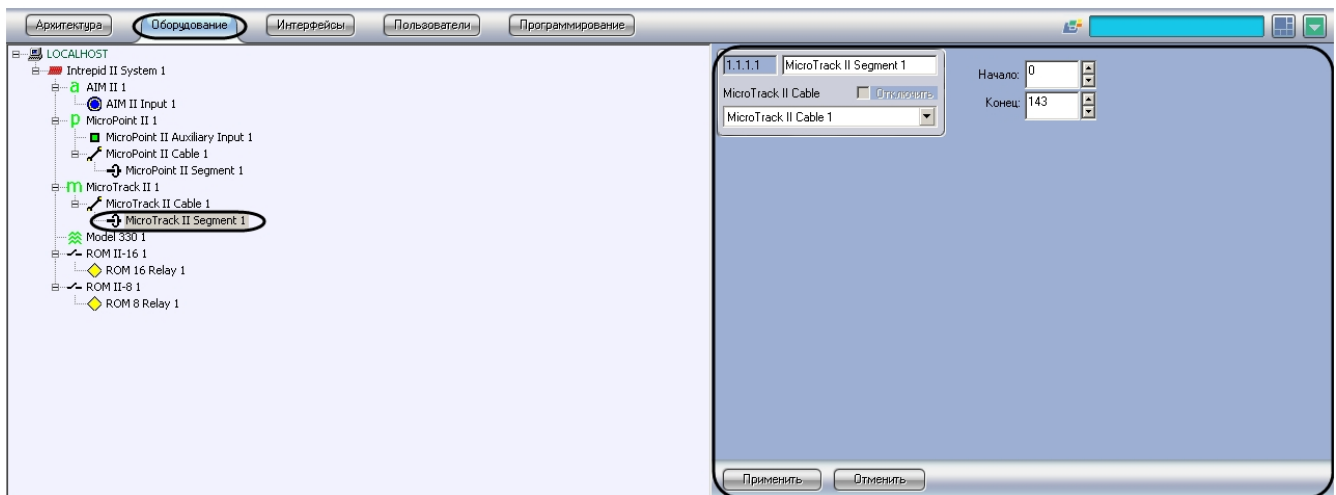 Архитектура Оборудование Интерфейсы Пользователи Программирование
LOCALHOST
Intrepid II System 1
a AIM II 1
AIM II Input 1
p MicroPoint II 1
MicroPoint II Auxiliary Input 1
MicroPoint II Cable 1
MicroPoint II Segment 1
m MicroTrack II 1
MicroTrack II Cable 1
MicroTrack II Segment 1
Model 330 1
ROM II-16 1
ROM 16 Relay 1
ROM II-8 1
ROM 8 Relay 1
1.1.1.1 MicroTrack II Segment 1
MicroTrack II Cable Отключить
MicroTrack II Cable 1
Начало: 0
Конец: 143
Применить Отменить